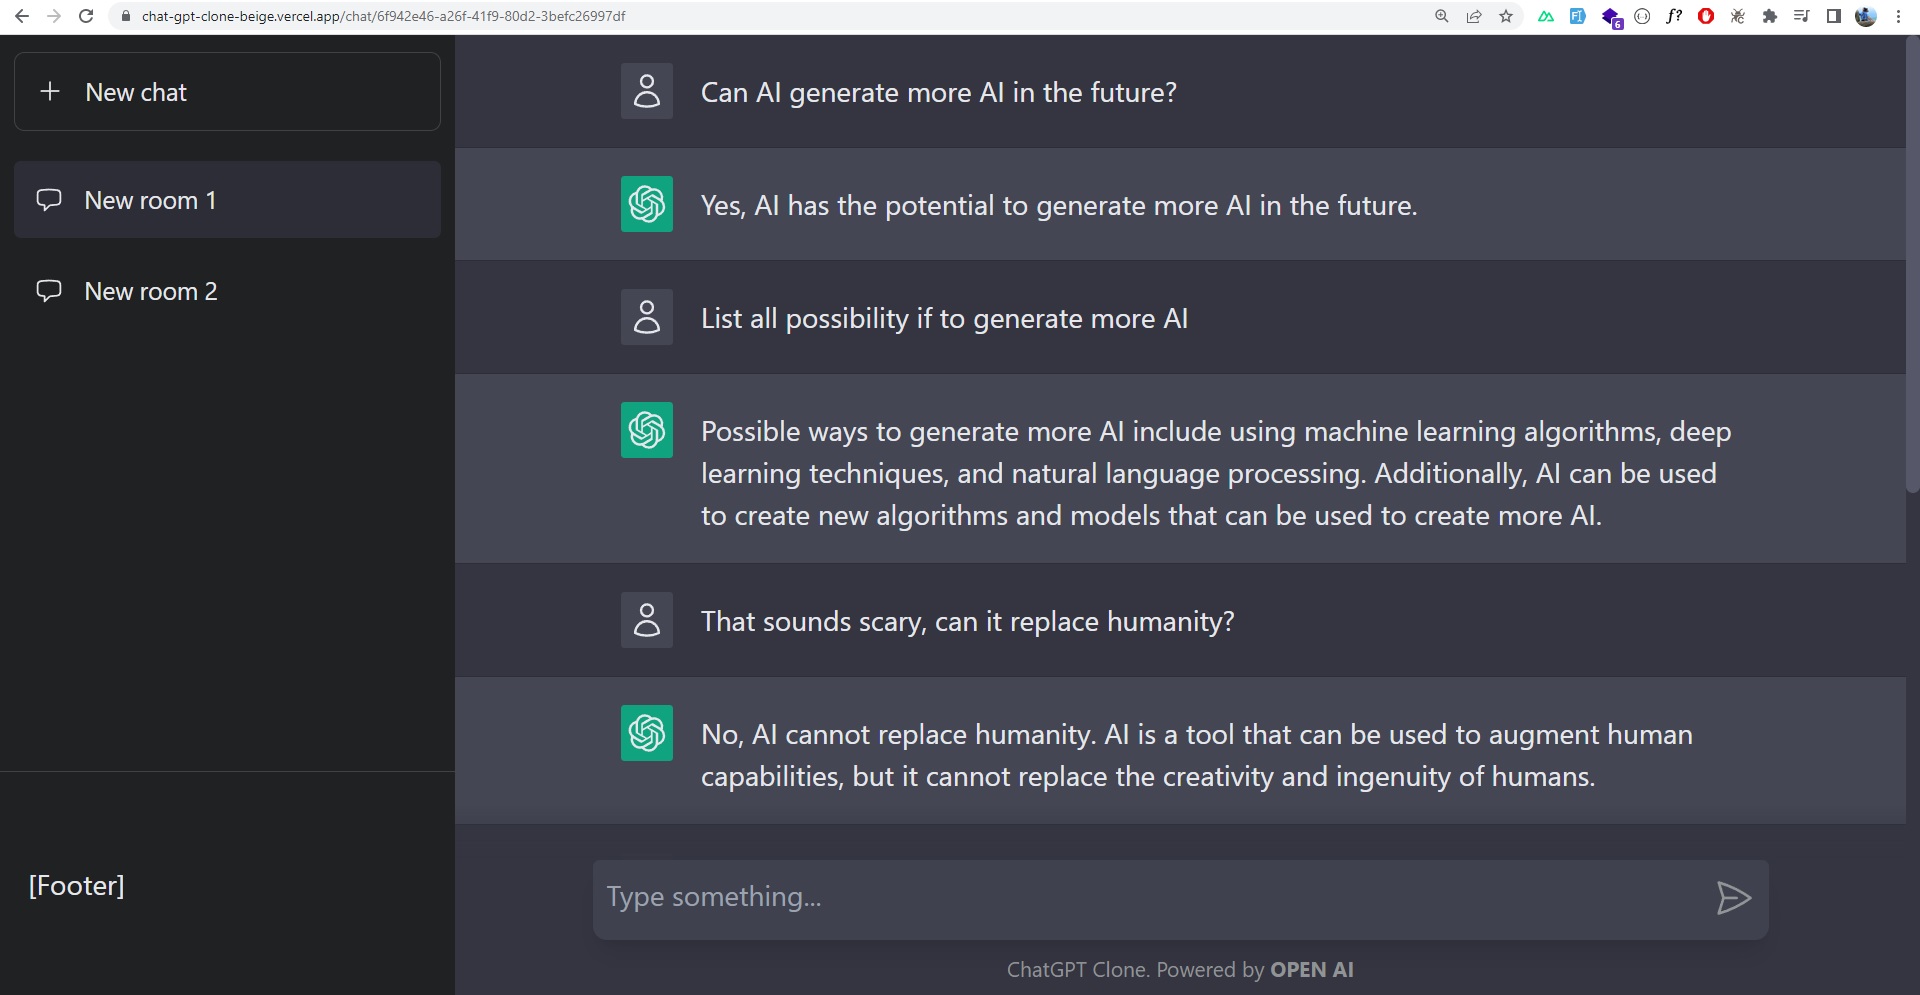 chat-gpt-clone-beige.vercel.app/chat/6f942e46-a26f-41f9-80d2-3befc26997df
6
f?
New chat
New room 1
New room 2
[Footer]
Can AI generate more AI in the future?
Yes, AI has the potential to generate more AI in the future.
List all possibility if to generate more AI
Possible ways to generate more AI include using machine learning algorithms, deep
learning techniques, and natural language processing. Additionally, AI can be used
to create new algorithms and models that can be used to create more AI.
That sounds scary, can it replace humanity?
No, AI cannot replace humanity. AI is a tool that can be used to augment human
capabilities, but it cannot replace the creativity and ingenuity of humans.
Type something...
ChatGPT Clone. Powered by OPEN AI